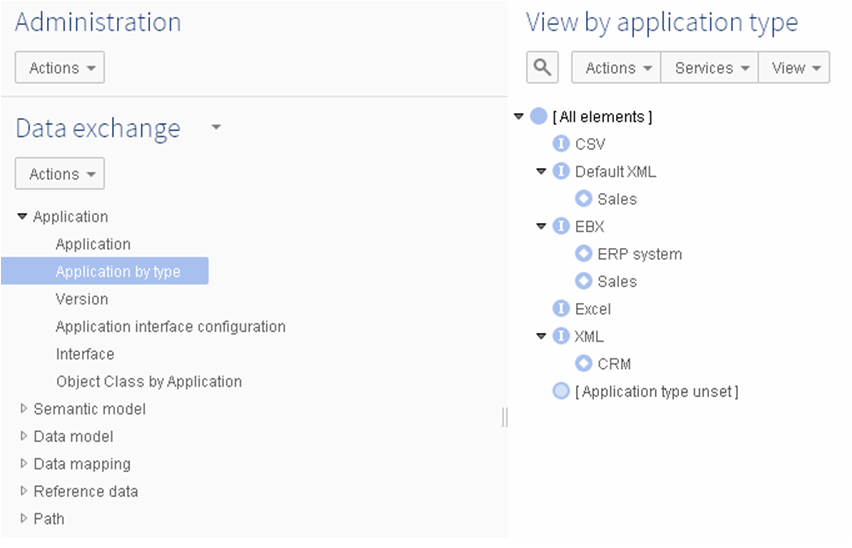 Administration
Actions
Data exchange
Actions
Application
Application
Application by type
Version
Application interface configuration
Interface
Object Class by Application
Semantic model
Data model
Data mapping
Reference data
Path
View by application type
Actions Services View
[ All elements ]
I CSV
I Default XML
Sales
I EBX
ERP system
Sales
I Excel
I XML
CRM
[ Application type unset ]